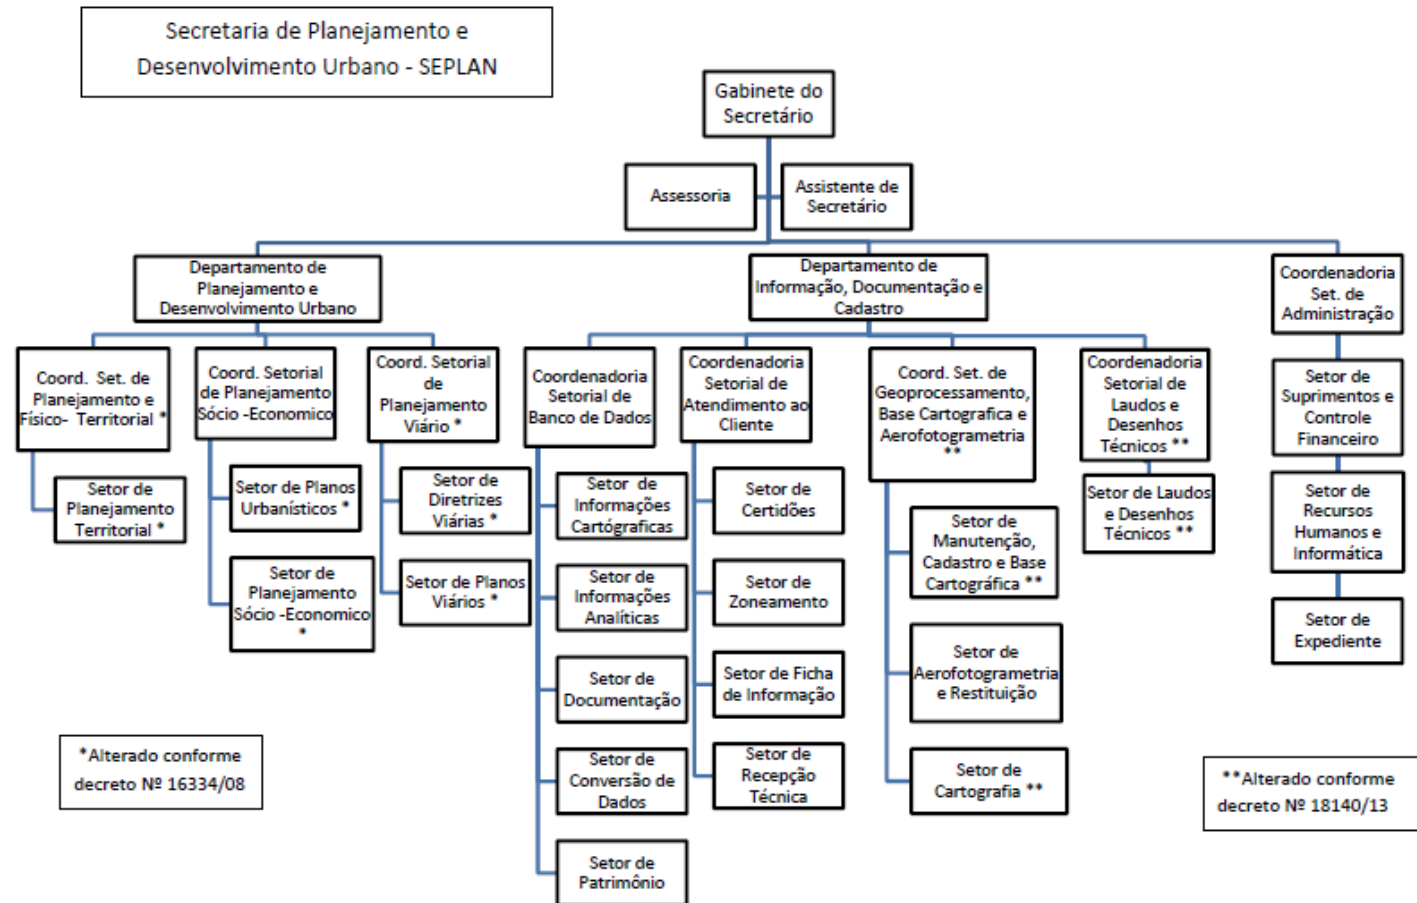 Secretaria de Planejamento e
Desenvolvimento Urbano - SEPLAN
Gabinete do
Secretário
Assessoria
Assistente de
Secretário
Departamento de
Planejamento e
Desenvolvimento Urbano
Departamento de
Informação, Documentação e
Cadastro
Coordenadoria
Set. de
Administração
Coord. Set. de
Planejamento e
Físico- Territorial *
Coord. Setorial
de Planejamento
Sócio -Economico
Coord. Setorial
de
Planejamento
Viário *
Coordenadoria
Setorial de
Banco de Dados
Coordenadoria
Setorial de
Atendimento ao
Cliente
Coord. Set. de
Geoprocessamento,
Base Cartografica e
Aerofotogrametria
**
Coordenadoria
Setorial de
Laudos e
Desenhos
Técnicos **
Setor de
Suprimentos e
Controle
Financeiro
Setor de
Planejamento
Territorial *
Setor de Planos
Urbanísticos *
Setor de
Diretrizes
Viárias *
Setor de
Informações
Cartógraficas
Setor de
Certidões
Setor de
Manutenção,
Cadastro e Base
Cartográfica **
Setor de Laudos
e Desenhos
Técnicos **
Setor de
Recursos
Humanos e
Informática
Setor de
Planejamento
Sócio -Economico
*
Setor de Planos
Viários *
Setor de
Informações
Analíticas
Setor de
Zoneamento
Setor de
Aerofotogrametria
e Restituição
Setor de
Expediente
Setor de
Documentação
Setor de Ficha
de Informação
Setor de
Cartografia **
Setor de
Conversão de
Dados
Setor de
Recepção
Técnica
Setor de
Patrimônio
*Alterado conforme
decreto Nº 16334/08
**Alterado conforme
decreto Nº 18140/13